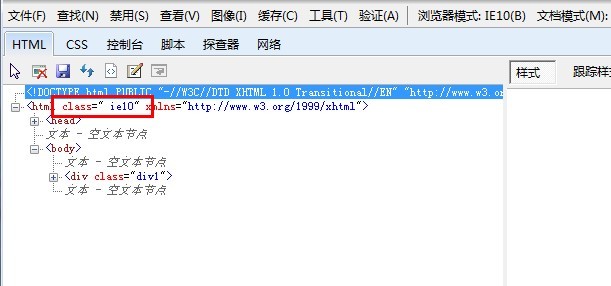 文件(F) 查找(N) 禁用(S) 查看(V) 图像(I) 缓存(C) 工具(T) 验证(A) 浏览器模式: IE10(B) 文档模式(M):
HTML CSS 控制台 脚本 探查器 网络
样式 跟踪样
<!DOCTYPE html PUBLIC "-//W3C//DTD XHTML 1.0 Transitional//EN" "http://www.w3.or
<html class=" ie10" xmlns="http://www.w3.org/1999/xhtml">
<head>
文本 - 空文本节点
<body>
文本 - 空文本节点
<div class="div1">
文本 - 空文本节点